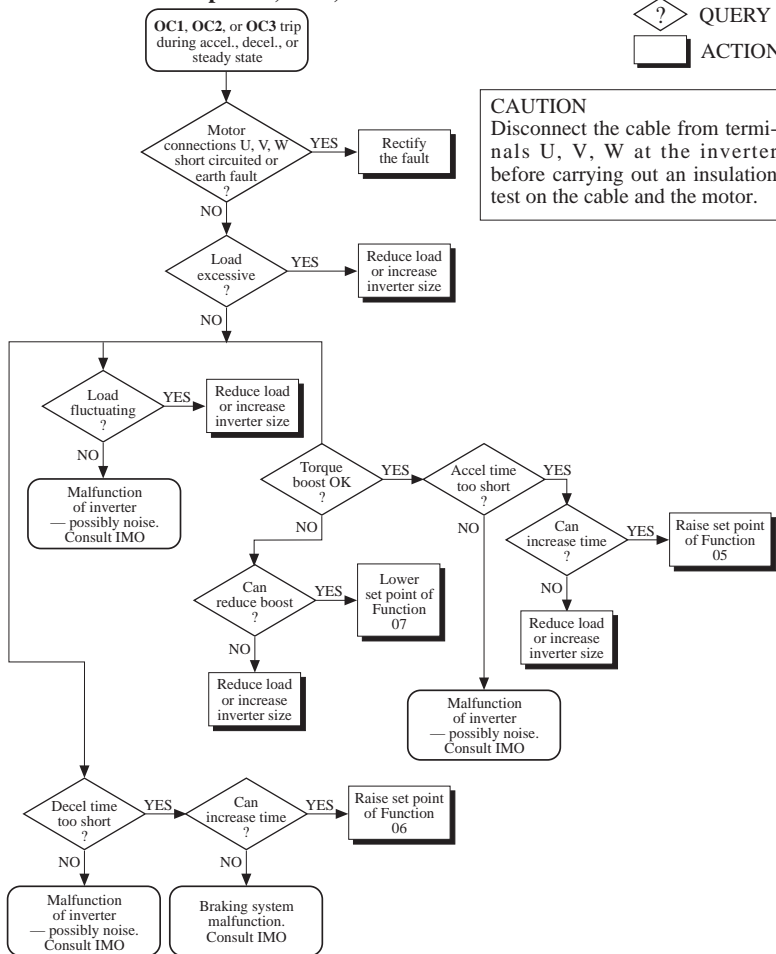 OC1, OC2, or OC3 trip
during accel., decel., or
steady state
?
QUERY
ACTION
CAUTION
Disconnect the cable from termi-
nals U, V, W at the inverter
before carrying out an insulation
test on the cable and the motor.
Motor
connections U, V, W
short circuited or
earth fault
?
YES
Rectify
the fault
NO
Load
excessive
?
YES
Reduce load
or increase
inverter size
NO
Load
fluctuating
?
YES
Reduce load
or increase
inverter size
NO
Malfunction
of inverter
— possibly noise.
Consult IMO
Torque
boost OK
?
YES
Accel time
too short
?
YES
NO
NO
Can
increase time
?
YES
Raise set point
of Function
05
NO
Reduce load
or increase
inverter size
Can
reduce boost
?
YES
Lower
set point of
Function
07
NO
Reduce load
or increase
inverter size
Malfunction
of inverter
— possibly noise.
Consult IMO
Decel time
too short
?
YES
Can
increase time
?
YES
Raise set point
of Function
06
NO
NO
Malfunction
of inverter
— possibly noise.
Consult IMO
Braking system
malfunction.
Consult IMO